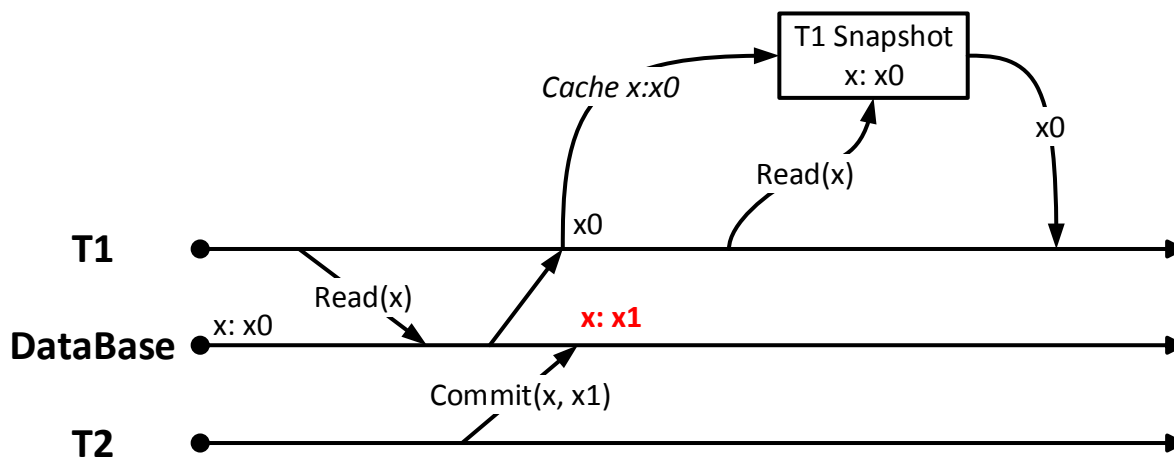 T1 Snapshot
x: x0
Cache x:x0
x0
Read(x)
x0
T1
Read(x)
x: x0
x: x1
DataBase
Commit(x, x1)
T2